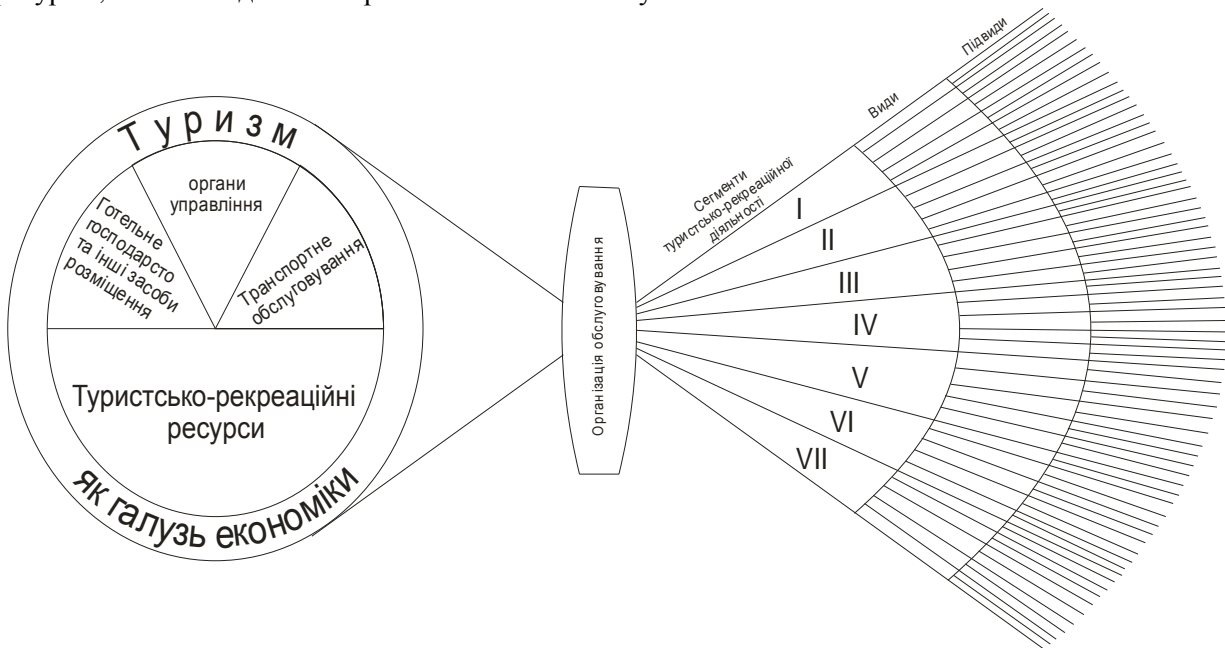 Туризм
органи
управління
Готельне
господарсто
та інші засоби
розміщення
Транспортне
обслуговування
Туристсько-рекреаційні
ресурси
як галузь економіки
Організація обслуговування
Сегменти
туристсько-рекреаційної
діяльності
Види
Підвиди
I
II
III
IV
V
VI
VII